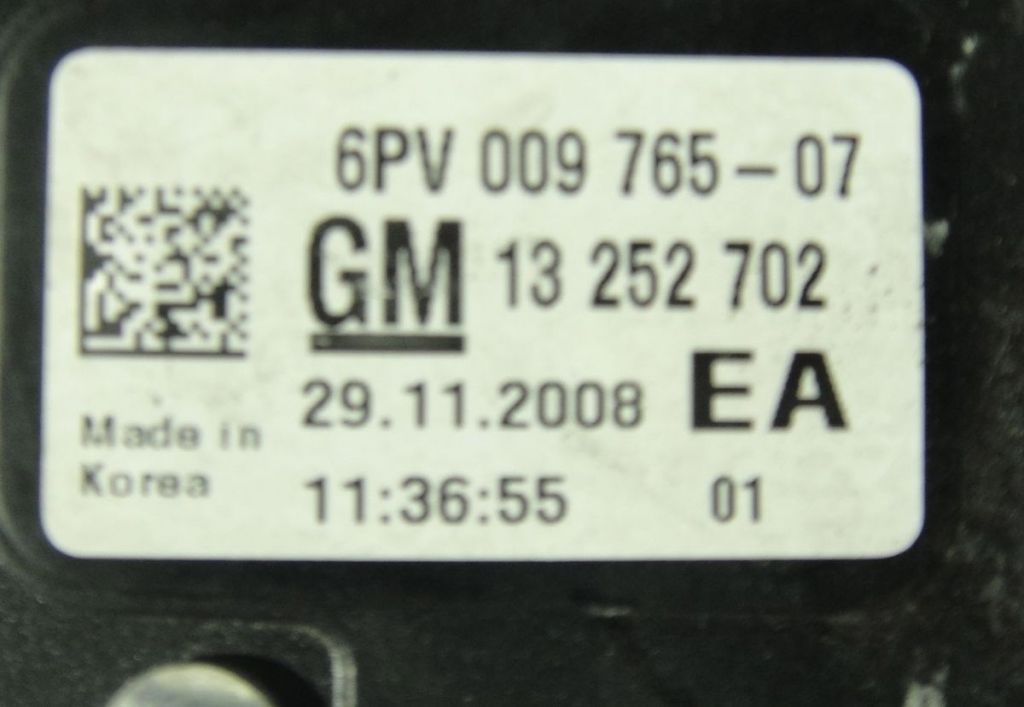 6PV 009 765-07
GM 13 252 702
29.11.2008 EA
Made in
Korea
11:36:55 01